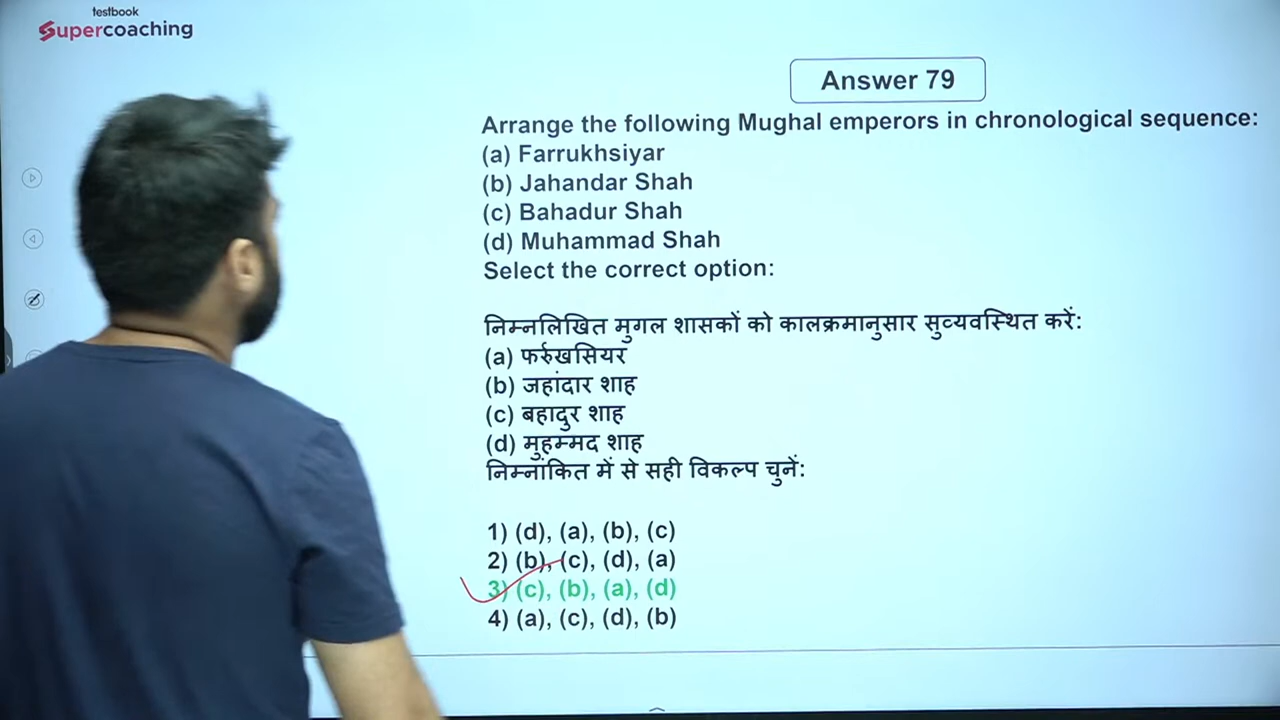 testbook
Supercoaching
Answer 79
Arrange the following Mughal emperors in chronological sequence:
(a) Farrukhsiyar
(b) Jahandar Shah
(c) Bahadur Shah
(d) Muhammad Shah
Select the correct option:
निम्नलिखित मुगल शासकों को कालक्रमानुसार सुव्यवस्थित करें:
(a) फर्रुखसियर
(b) जहांदार शाह
(c) बहादुर शाह
(d) मुहम्मद शाह
निम्नांकित में से सही विकल्प चुनें:
1) (d), (a), (b), (c)
2) (b), (c), (d), (a)
3) (c), (b), (a), (d)
4) (a), (c), (d), (b)